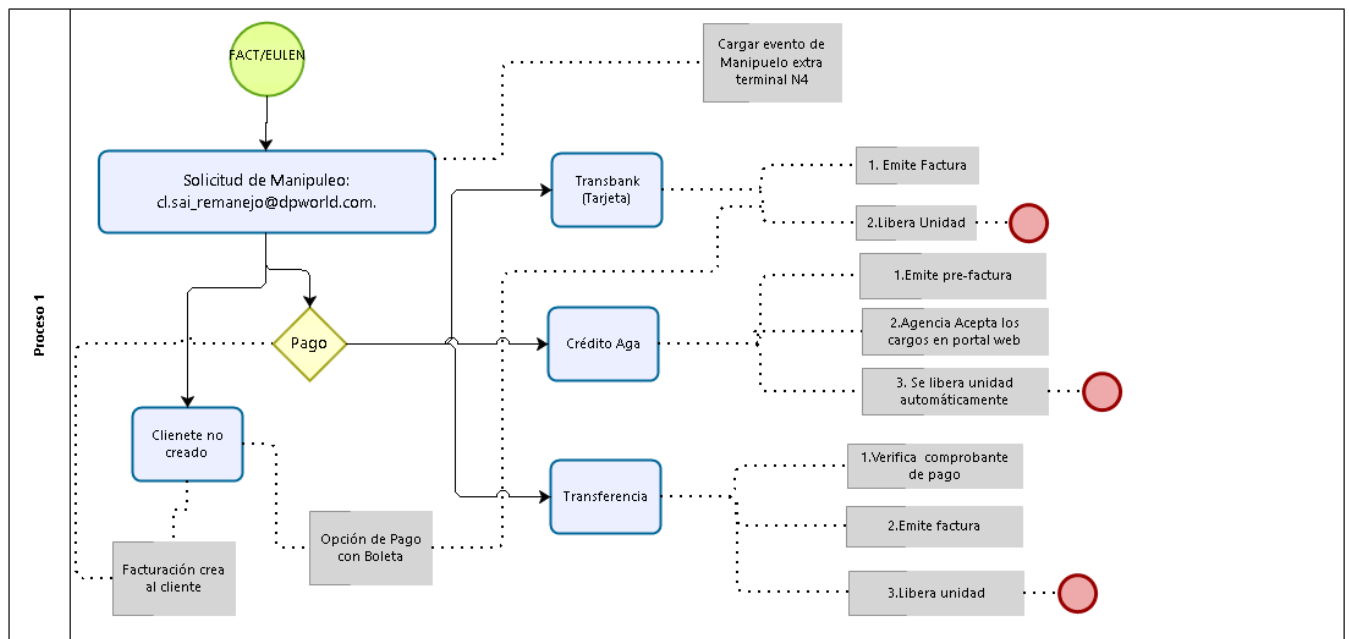 FACT/EULEN
Cargar evento de
Manipuelo extra
terminal N4
Solicitud de Manipuleo:
cl.sai_remanejo@dpworld.com.
Transbank
(Tarjeta)
1. Emite Factura
2.Libera Unidad
Proceso 1
Pago
Crédito Aga
1.Emite pre-factura
2.Agencia Acepta los
cargos en portal web
3. Se libera unidad
automáticamente
Clienete no
creado
Transferencia
1.Verifica comprobante
de pago
2.Emite factura
3.Libera unidad
Opción de Pago
con Boleta
Facturación crea
al cliente